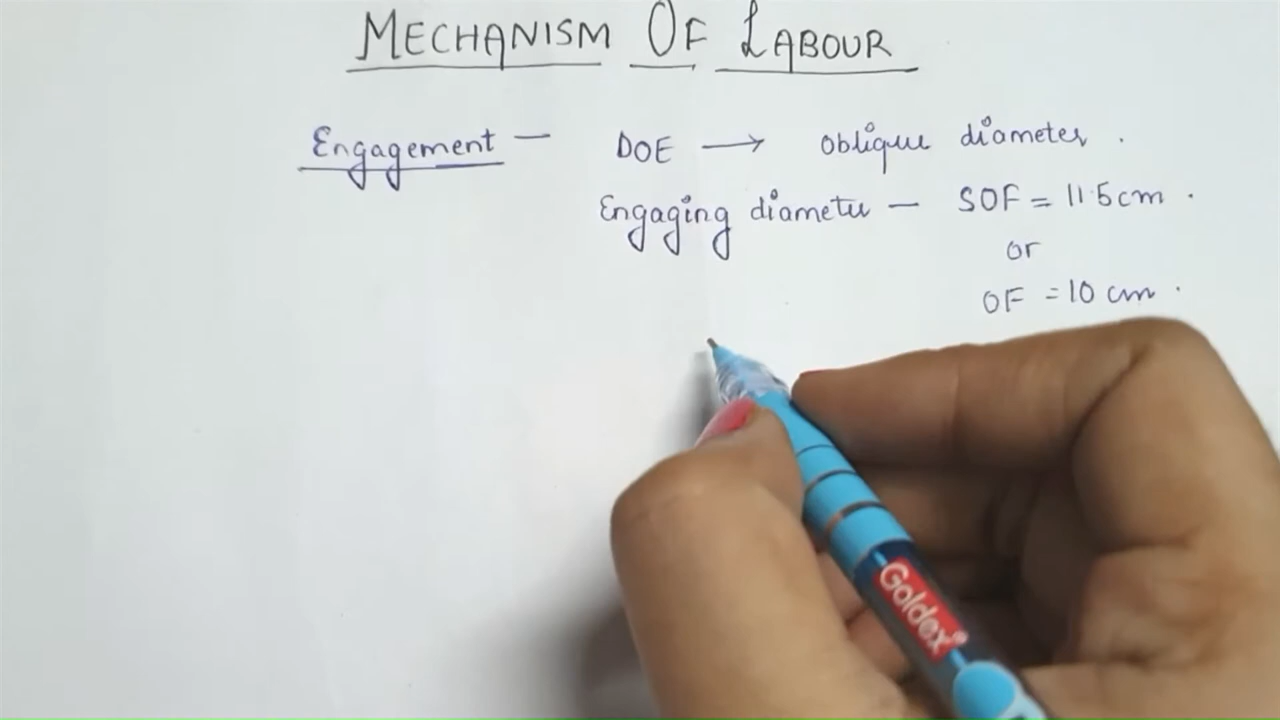 MECHANISM OF LABOUR
Engagement — DOE → oblique diameter .
Engaging diameter — SOF = 11.5cm .
or
OF = 10 cm .
Goldex®